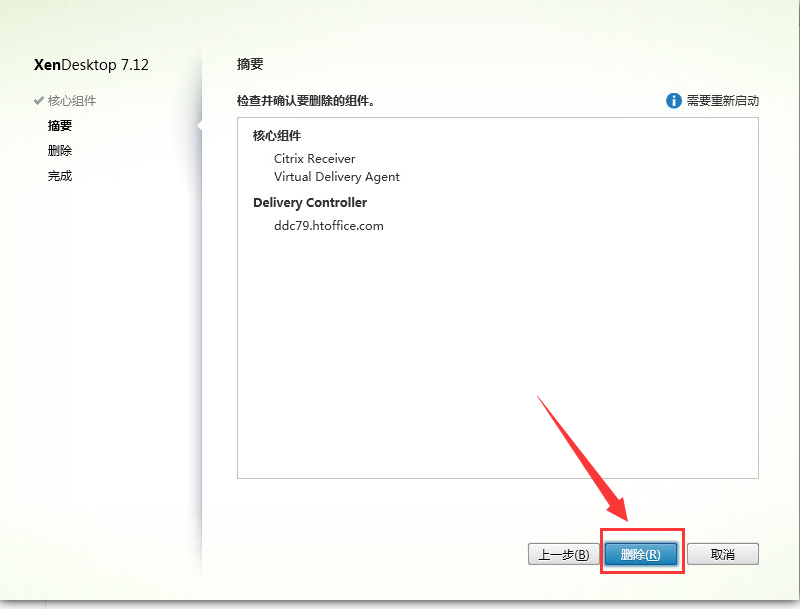 XenDesktop 7.12
核心组件
摘要
删除
完成
摘要
检查并确认要删除的组件。
需要重新启动
核心组件
Citrix Receiver
Virtual Delivery Agent
Delivery Controller
ddc79.htoffice.com
上一步(B)
删除(R)
取消